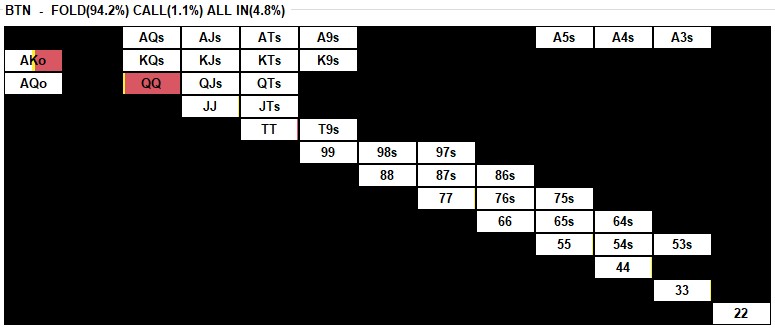 BTN - FOLD(94.2%) CALL(1.1%) ALL IN(4.8%)
AQs AJs ATs A9s A5s A4s A3s
AKo KQs KJs KTs K9s
AQo QQ QJs QTs
JJ JTs
TT T9s
99 98s 97s
88 87s 86s
77 76s 75s
66 65s 64s
55 54s 53s
44
33
22